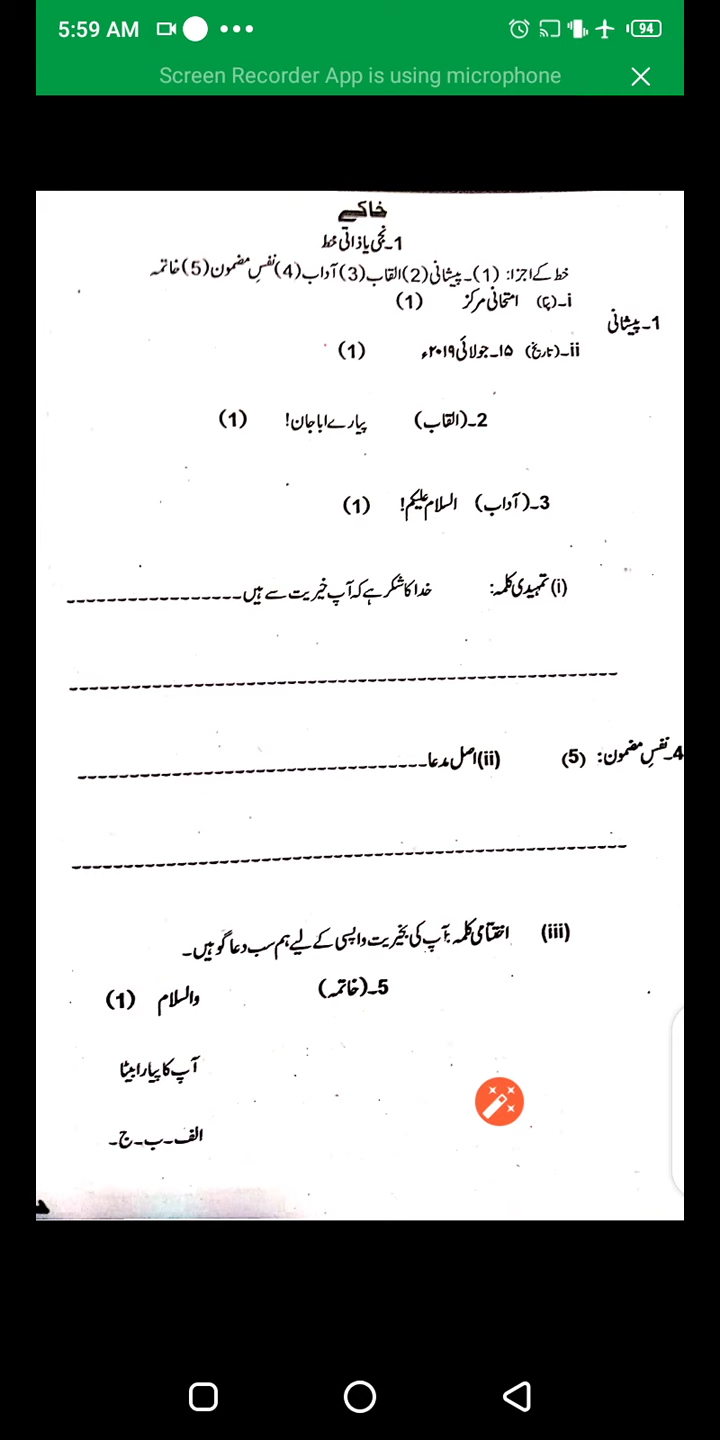 5:59 AM 94
Screen Recorder App is using microphone
خاکے
1۔نجی یا ذاتی خط
خط کے اجزا: (1)۔پیشانی (2) القاب (3) آداب (4) نفسِ مضمون (5) خاتمہ
i۔(پتا) امتحانی مرکز (1)
1۔پیشانی
ii۔(تاریخ) ۱۵۔جولائی ۲۰۱۹ء (1)
2۔(القاب) پیارے ابا جان! (1)
3۔(آداب) السلام علیکم! (1)
(i) تمہیدی کلمہ: خدا کا شکر ہے کہ آپ خیریت سے ہیں۔-----------------
-----------------------------------------------------
4۔نفسِ مضمون: (5) (ii) اصل مدعا۔----------------------------------
------------------------------------------------------
(iii) اختتامی کلمہ: آپ کی بخیریت واپسی کے لیے ہم سب دعا گو ہیں۔
5۔(خاتمہ) والسلام (1)
آپ کا پیارا بیٹا
الف۔ب۔ج۔